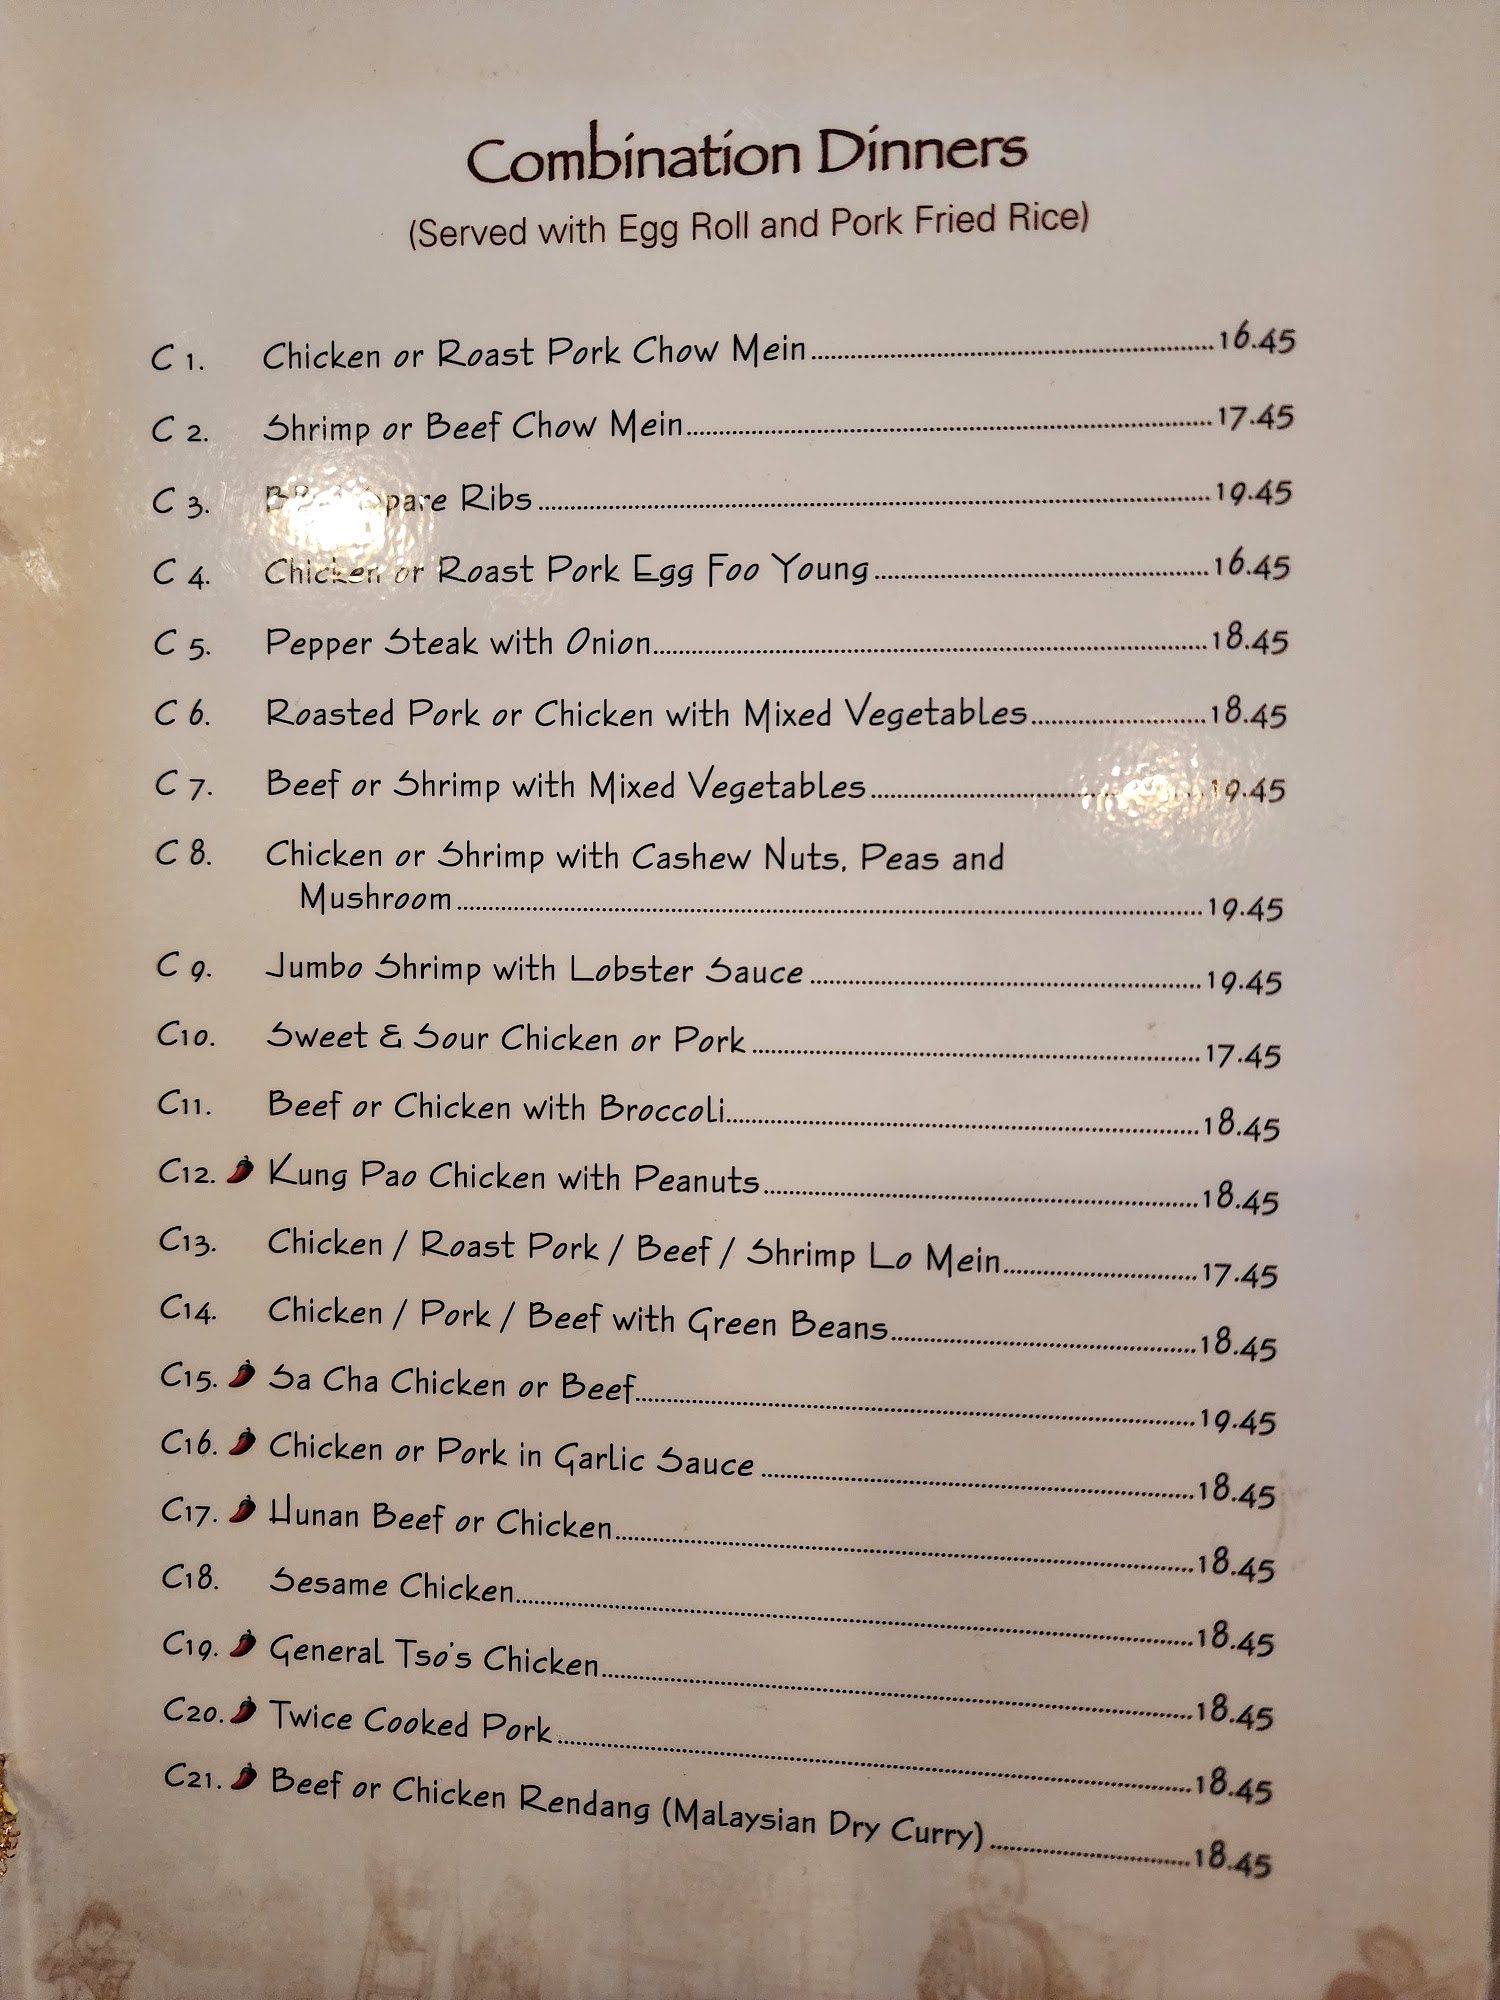 Combination Dinners
(Served with Egg Roll and Pork Fried Rice)
C 1. Chicken or Roast Pork Chow Mein 16.45
C 2. Shrimp or Beef Chow Mein 17.45
C 3. Spare Ribs 19.45
C 4. Chicken or Roast Pork Egg Foo Young 16.45
C 5. Pepper Steak with Onion 18.45
C 6. Roasted Pork or Chicken with Mixed Vegetables 18.45
C 7. Beef or Shrimp with Mixed Vegetables 19.45
C 8. Chicken or Shrimp with Cashew Nuts, Peas and
Mushroom 19.45
C 9. Jumbo Shrimp with Lobster Sauce 19.45
C10. Sweet & Sour Chicken or Pork 17.45
C11. Beef or Chicken with Broccoli 18.45
C12. Kung Pao Chicken with Peanuts 18.45
C13. Chicken / Roast Pork / Beef / Shrimp Lo Mein 17.45
C14. Chicken / Pork / Beef with Green Beans 18.45
C15. Sa Cha Chicken or Beef 19.45
C16. Chicken or Pork in Garlic Sauce 18.45
C17. Hunan Beef or Chicken 18.45
C18. Sesame Chicken 18.45
C19. General Tso's Chicken 18.45
C20. Twice Cooked Pork 18.45
C21. Beef or Chicken Rendang (Malaysian Dry Curry) 18.45